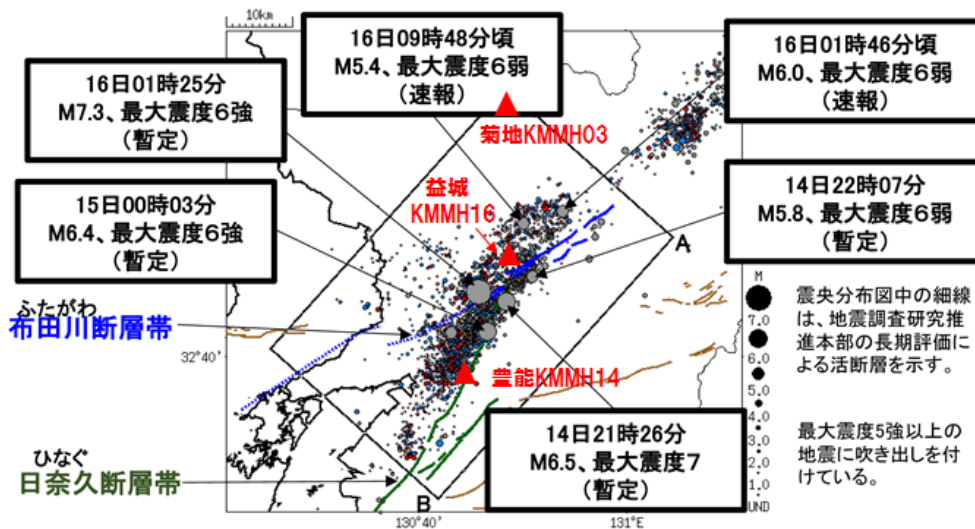 10km
16日09時48分頃
M5.4、最大震度6弱
(速報)
16日01時46分頃
M6.0、最大震度6弱
(速報)
16日01時25分
M7.3、最大震度6強
(暫定)
菊地KMMH03
益城
KMMH16
14日22時07分
M5.8、最大震度6弱
(暫定)
15日00時03分
M6.4、最大震度6強
(暫定)
A
ふたがわ
布田川断層帯
32°40'
豊能KMMH14
M
7.0
6.0
5.0
4.0
3.0
2.0
1.0
UND
震央分布図中の細線
は、地震調査研究推
進本部の長期評価に
よる活断層を示す。
14日21時26分
M6.5、最大震度7
(暫定)
最大震度5強以上の
地震に吹き出しを付
けている。
ひなぐ
日奈久断層帯
B
130°40'
131°E